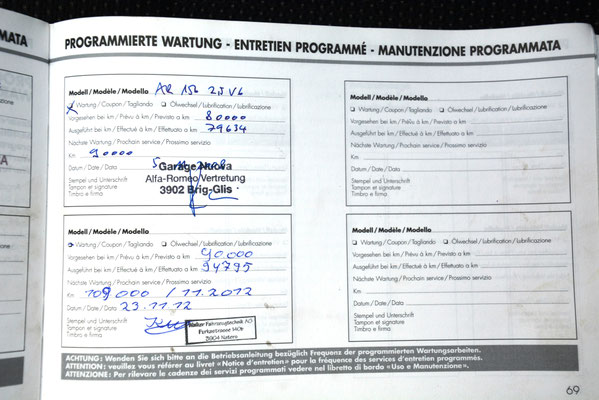 MATA
PROGRAMMIERTE WARTUNG - ENTRETIEN PROGRAMMÉ - MANUTENZIONE PROGRAMMATA
Modell / Modèle / Modello AR 156 2,5 V6
Wartung / Coupon / Tagliando Ölwechsel / Lubrification / Lubrificazione
Vorgesehen bei km / Prévu à km / Previsto a km 80000
Ausgeführt bei km / Effectué à km / Effettuato a km 79634
Nächste Wartung / Prochain service / Prossimo servizio
Km 90000
Datum / Date / Data 5
Stempel und Unterschrift
Tampon et signature
Timbro e firma
Garage Nuova
Alfa-Romeo/Vertretung
3902 Brig-Glis
Modell / Modèle / Modello
Wartung / Coupon / Tagliando Ölwechsel / Lubrification / Lubrificazione
Vorgesehen bei km / Prévu à km / Previsto a km 90.000
Ausgeführt bei km / Effectué à km / Effettuato a km 94795
Nächste Wartung / Prochain service / Prossimo servizio
Km 109000 / 11.2012
Datum / Date / Data 23.11.12
Stempel und Unterschrift
Tampon et signature
Timbro e firma
Fahrzeugtechnik AG
Furkastrasse
3904 Naters
Modell / Modèle / Modello
Wartung / Coupon / Tagliando Ölwechsel / Lubrification / Lubrificazione
Vorgesehen bei km / Prévu à km / Previsto a km
Ausgeführt bei km / Effectué à km / Effettuato a km
Nächste Wartung / Prochain service / Prossimo servizio
Km
Datum / Date / Data
Stempel und Unterschrift
Tampon et signature
Timbro e firma
Modell / Modèle / Modello
Wartung / Coupon / Tagliando Ölwechsel / Lubrification / Lubrificazione
Vorgesehen bei km / Prévu à km / Previsto a km
Ausgeführt bei km / Effectué à km / Effettuato a km
Nächste Wartung / Prochain service / Prossimo servizio
Km
Datum / Date / Data
Stempel und Unterschrift
Tampon et signature
Timbro e firma
ACHTUNG: Wenden Sie sich bitte an die Betriebsanleitung bezüglich Frequenz der programmierten Wartungsarbeiten.
ATTENTION: veuillez vous référer au livret «Notice d'entretien» pour la fréquence des services d'entretien programmés.
ATTENZIONE: Per rilevare le cadenze dei servizi programmati vedere nel libretto di bordo «Uso e Manutenzione».
69